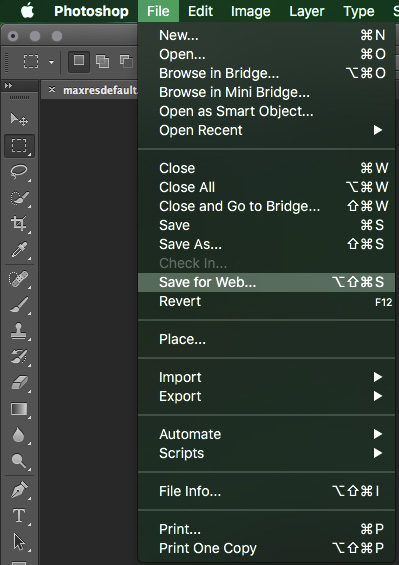 Photoshop File Edit Image Layer Type S
maxresdefault.
New... ⌘N
Open... ⌘O
Browse in Bridge... ⌥⌘O
Browse in Mini Bridge...
Open as Smart Object...
Open Recent
Close ⌘W
Close All ⌥⌘W
Close and Go to Bridge... ⇧⌘W
Save ⌘S
Save As... ⇧⌘S
Check In...
Save for Web... ⌥⇧⌘S
Revert F12
Place...
Import
Export
Automate
Scripts
File Info... ⌥⇧⌘I
Print... ⌘P
Print One Copy ⌥⇧⌘P